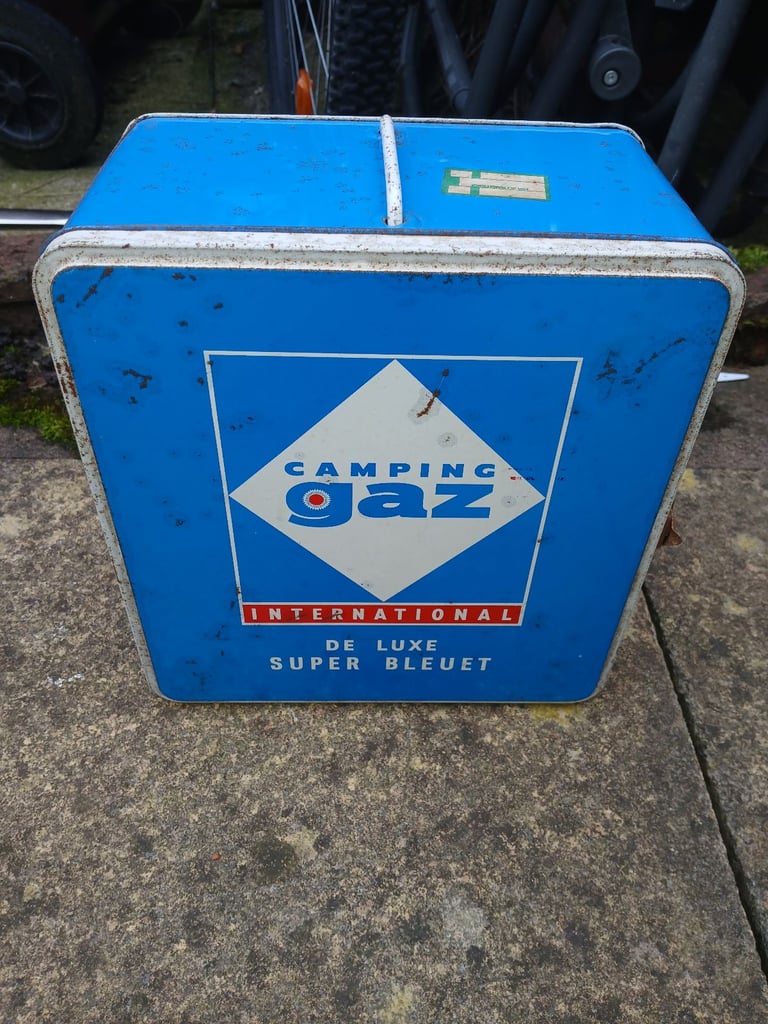 CAMPING
gaz
INTERNATIONAL
DE LUXE
SUPER BLEUET